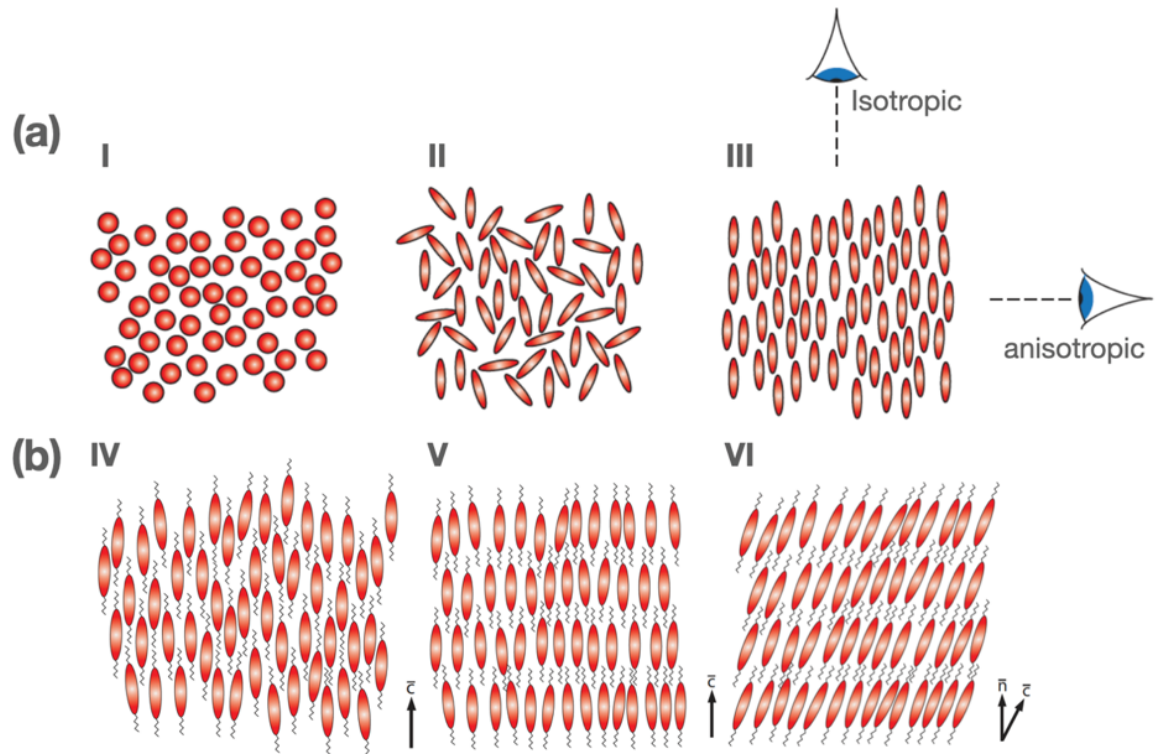 Isotropic
(a)
I II III
anisotropic
(b)
IV V VI
c̄ c̄ n̄ c̄